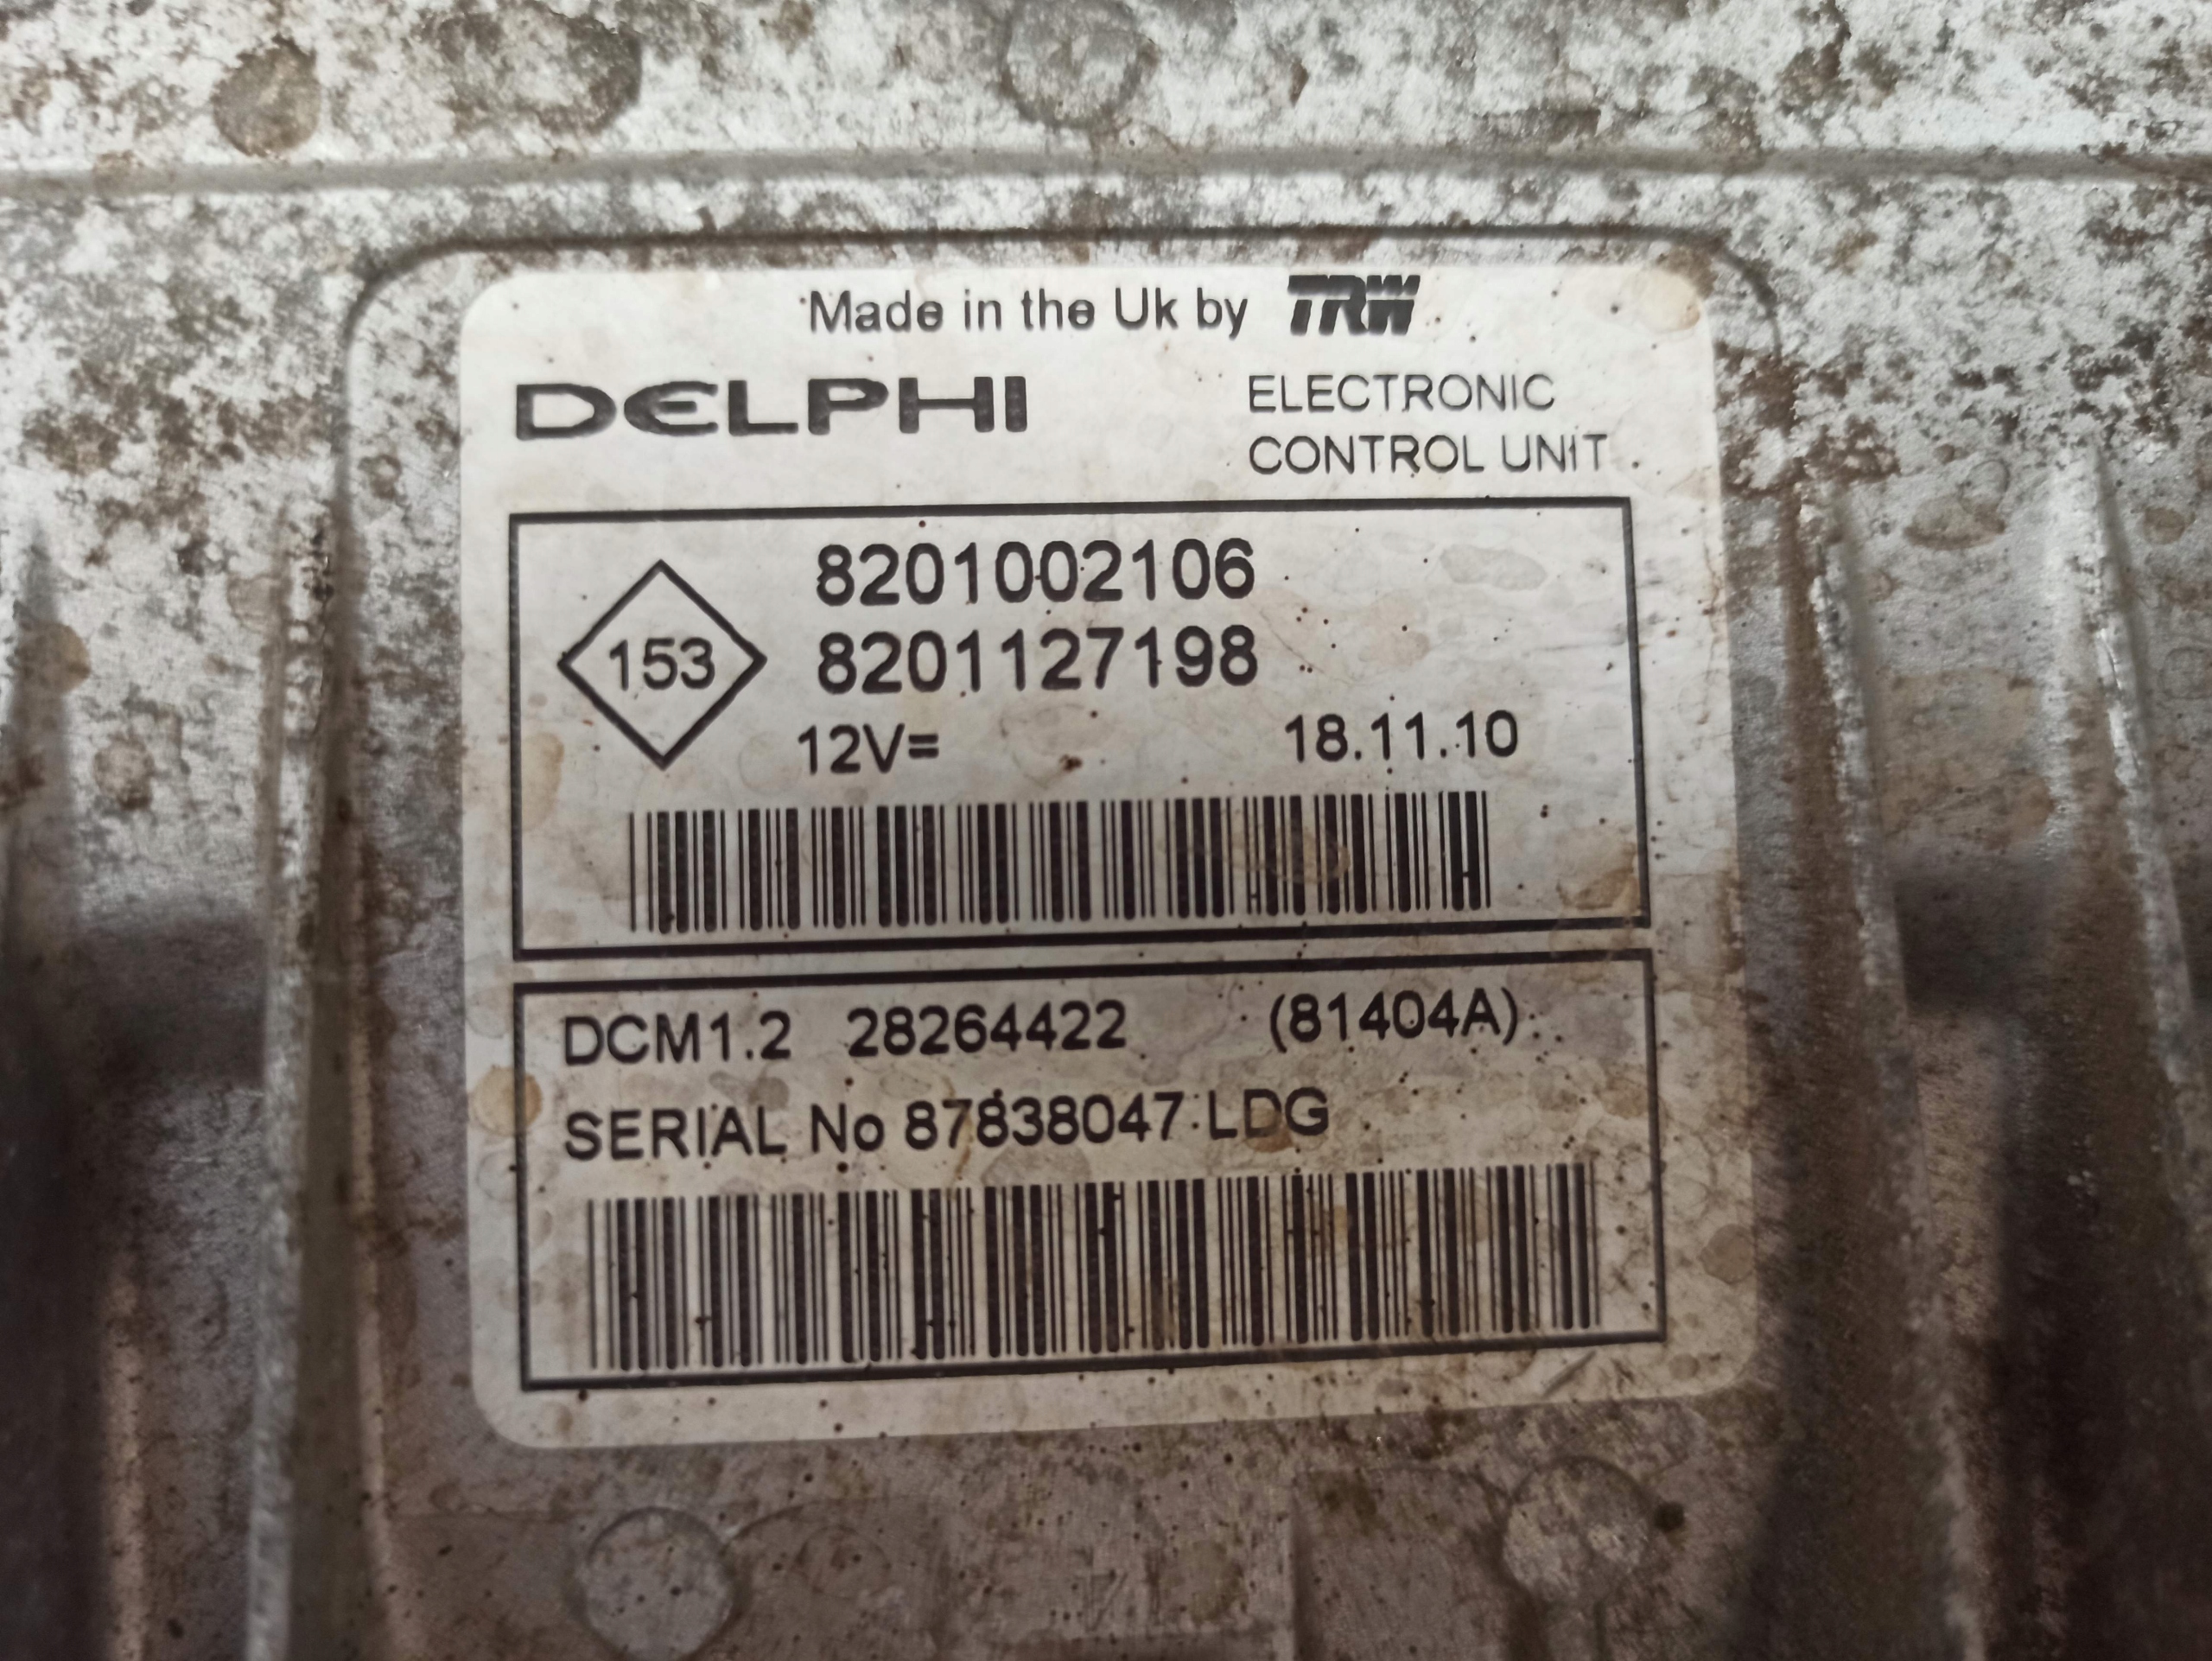 Made in the Uk by TRW
DELPHI
ELECTRONIC
CONTROL UNIT
8201002106
153
8201127198
12V= 18.11.10
DCM1.2 28264422 (81404A)
SERIAL No 87838047 LDG